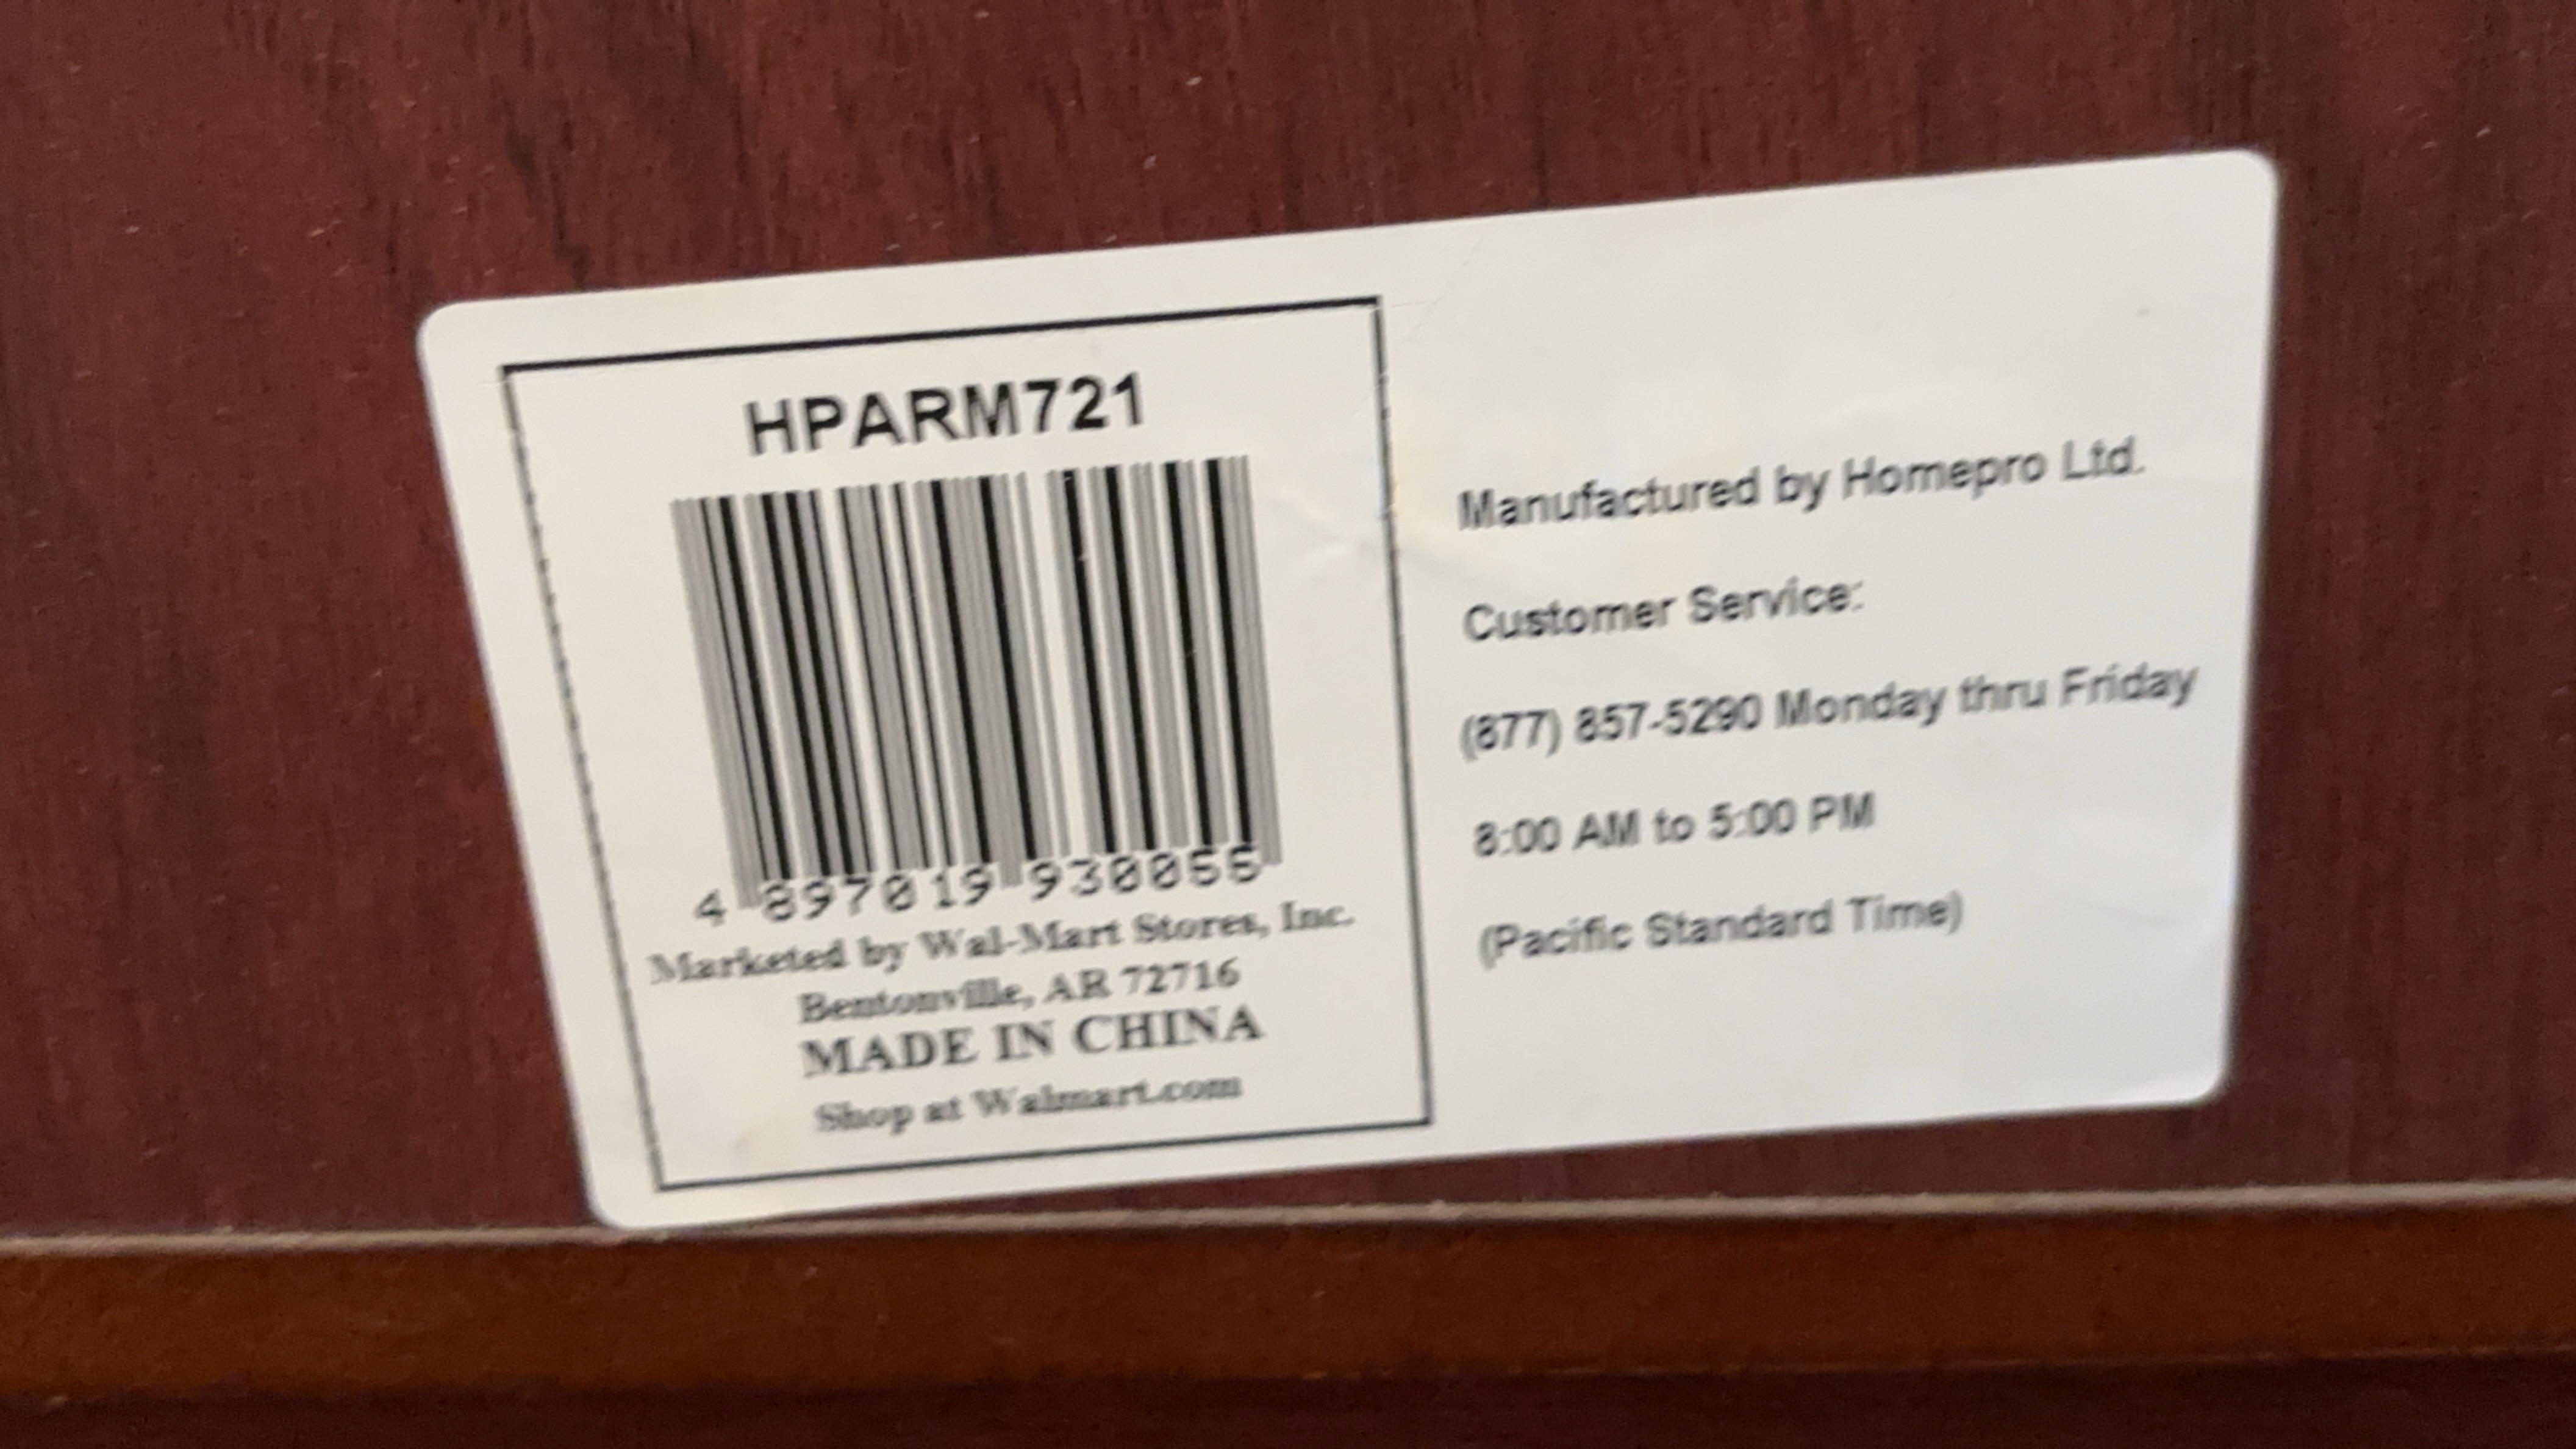 HPARM721
4 897019 930055
Marketed by Wal-Mart Stores, Inc.
Bentonville, AR 72716
MADE IN CHINA
Shop at Walmart.com
Manufactured by Homepro Ltd.
Customer Service:
(877) 857-5290 Monday thru Friday
8:00 AM to 5:00 PM
(Pacific Standard Time)